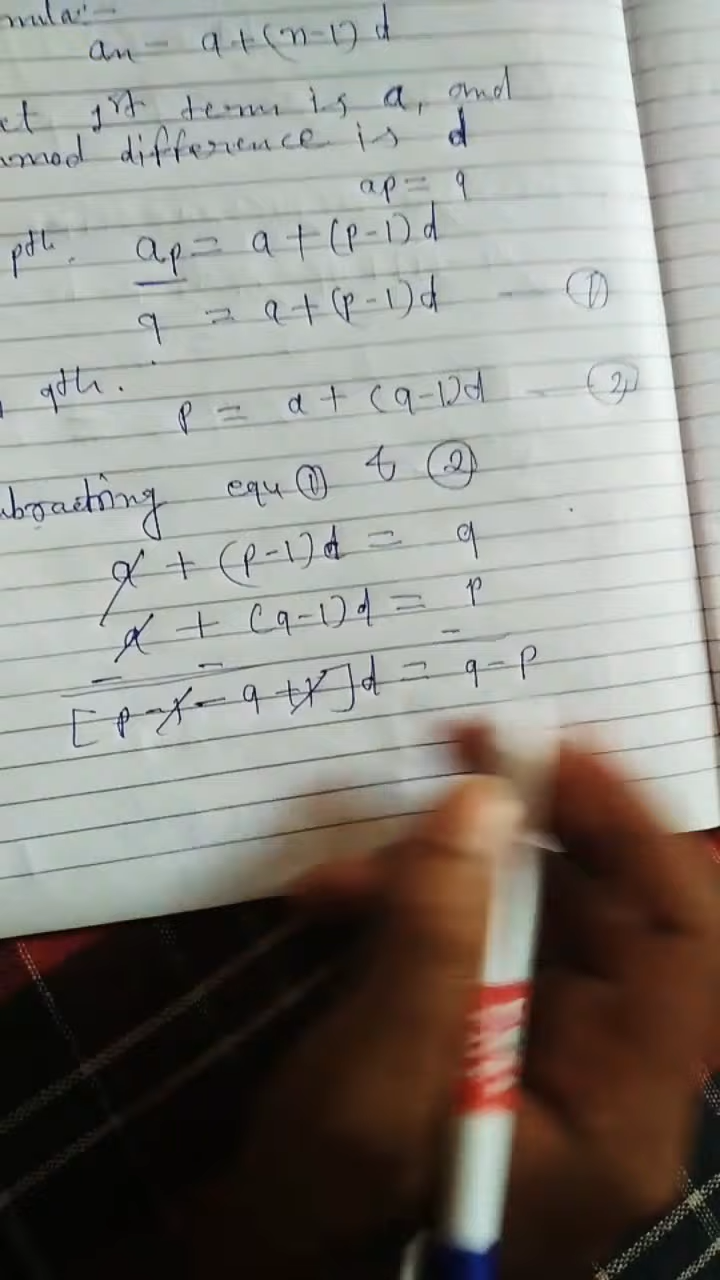 an = a + (n-1) d
1st term is a, and
difference is d
ap = q
pth. ap = a + (p-1)d
q = a + (p-1)d — ①
qth.
p = a + (q-1)d — ②
equ ① & ②
a + (p-1)d = q
a + (q-1)d = p
- - -
[p-1-q+1]d = q-p